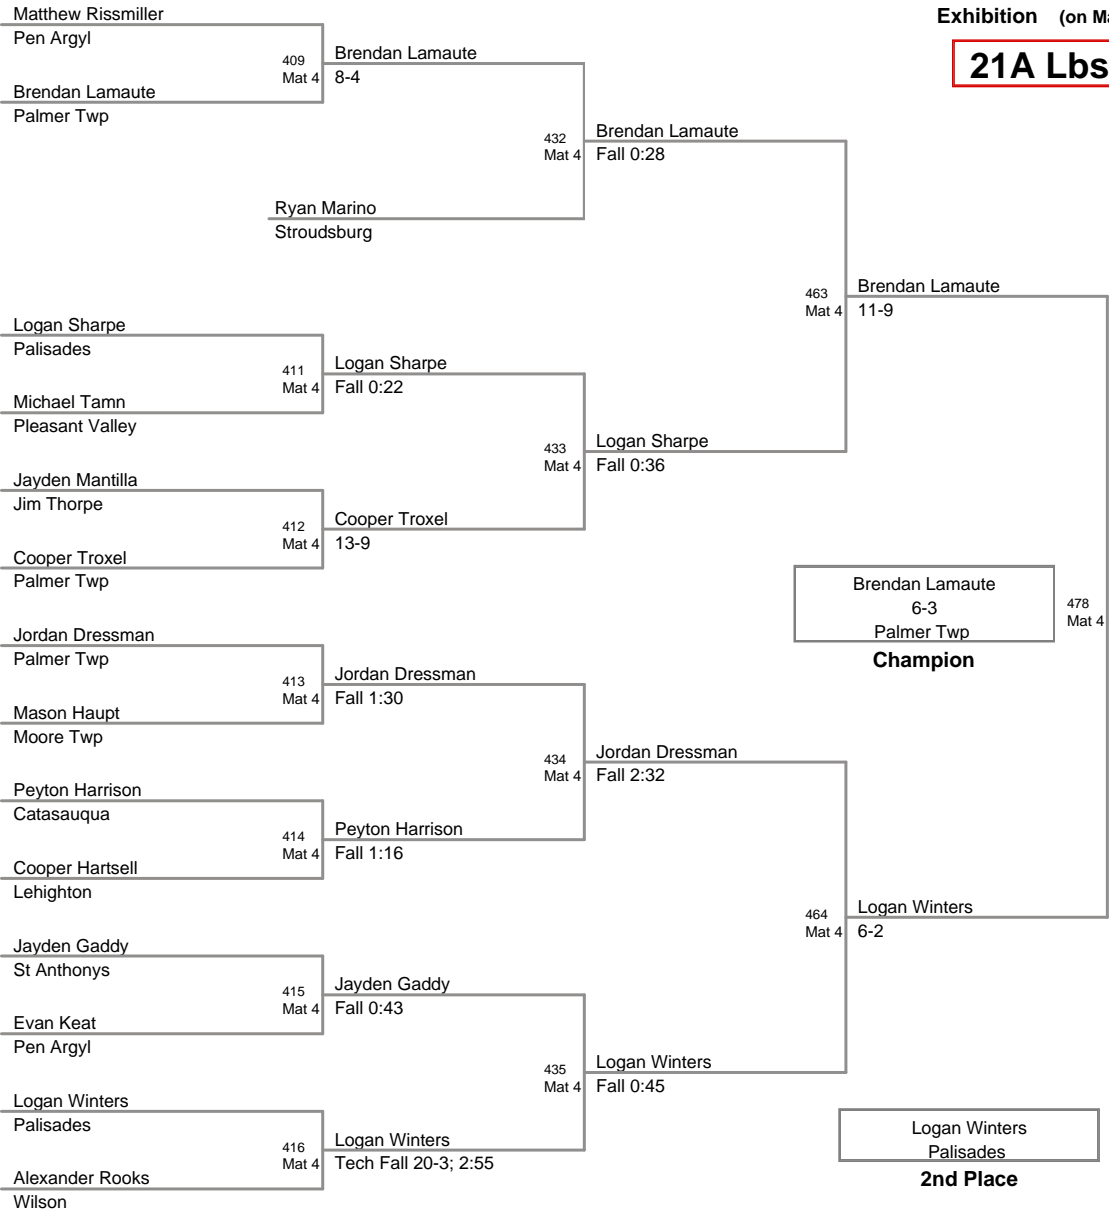 Exhibition (on Ma
21A Lbs
Matthew Rissmiller
Pen Argyl
409
Mat 4
Brendan Lamaute
8-4
Brendan Lamaute
Palmer Twp
432
Mat 4
Brendan Lamaute
Fall 0:28
Ryan Marino
Stroudsburg
463
Mat 4
Brendan Lamaute
11-9
Logan Sharpe
Palisades
411
Mat 4
Logan Sharpe
Fall 0:22
Michael Tamn
Pleasant Valley
433
Mat 4
Logan Sharpe
Fall 0:36
Jayden Mantilla
Jim Thorpe
412
Mat 4
Cooper Troxel
13-9
Cooper Troxel
Palmer Twp
Brendan Lamaute
6-3
Palmer Twp
Champion
478
Mat 4
Jordan Dressman
Palmer Twp
413
Mat 4
Jordan Dressman
Fall 1:30
Mason Haupt
Moore Twp
434
Mat 4
Jordan Dressman
Fall 2:32
Peyton Harrison
Catasauqua
414
Mat 4
Peyton Harrison
Fall 1:16
Cooper Hartsell
Lehighton
464
Mat 4
Logan Winters
6-2
Jayden Gaddy
St Anthonys
415
Mat 4
Jayden Gaddy
Fall 0:43
Evan Keat
Pen Argyl
435
Mat 4
Logan Winters
Fall 0:45
Logan Winters
Palisades
416
Mat 4
Logan Winters
Tech Fall 20-3; 2:55
Alexander Rooks
Wilson
Logan Winters
Palisades
2nd Place